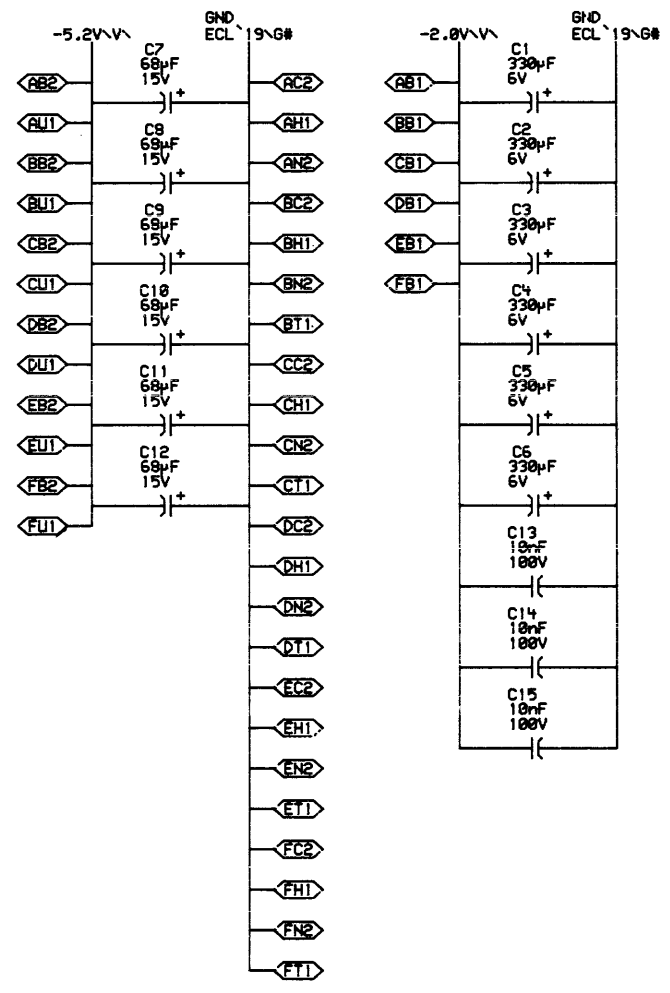 GND
-5.2V\V\
ECL`19\G#
C7
68µF
15V
+
AB2
AC2
AU1
AH1
C8
68µF
15V
+
BB2
AN2
BU1
BC2
C9
68µF
15V
+
CB2
BH1
CU1
BN2
C10
68µF
15V
+
DB2
BT1
DU1
CC2
C11
68µF
15V
+
EB2
CH1
EU1
CN2
C12
68µF
15V
+
FB2
CT1
FU1
DC2
DH1
DN2
DT1
EC2
EH1
EN2
ET1
FC2
FH1
FN2
FT1
GND
-2.0V\V\
ECL`19\G#
C1
330µF
6V
+
AB1
BB1
C2
330µF
6V
+
CB1
DB1
C3
330µF
6V
+
EB1
FB1
C4
330µF
6V
+
C5
330µF
6V
+
C6
330µF
6V
+
C13
10nF
100V
C14
10nF
100V
C15
10nF
100V